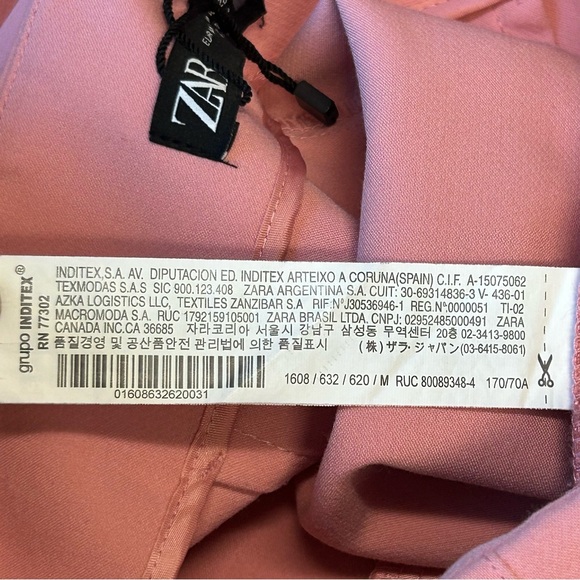 ZAR
grupo INDITEX®
RN 77302
INDITEX,S.A. AV. DIPUTACION ED. INDITEX ARTEIXO A CORUNA(SPAIN) C.I.F. A-15075062
TEXMODAS S.A.S SIC 900.123.408 ZARA ARGENTINA S.A. CUIT: 30-69314836-3 V- 436-01
AZKA LOGISTICS LLC, TEXTILES ZANZIBAR S.A RIF:NºJ30536946-1 REG.Nº:0000051 TI-02
MACROMODA S.A. RUC 1792159105001 ZARA BRASIL LTDA. CNPJ: 02952485000491 ZARA
CANADA INC.CA 36685 자라코리아 서울시 강남구 삼성동 무역센터 20층 02-3413-9800
품질경영 및 공산품안전 관리법에 의한 품질표시 (株) ザラ・ジャパン(03-6415-8061)
01608632620031
1608 / 632 / 620 / M RUC 80089348-4 170/70A